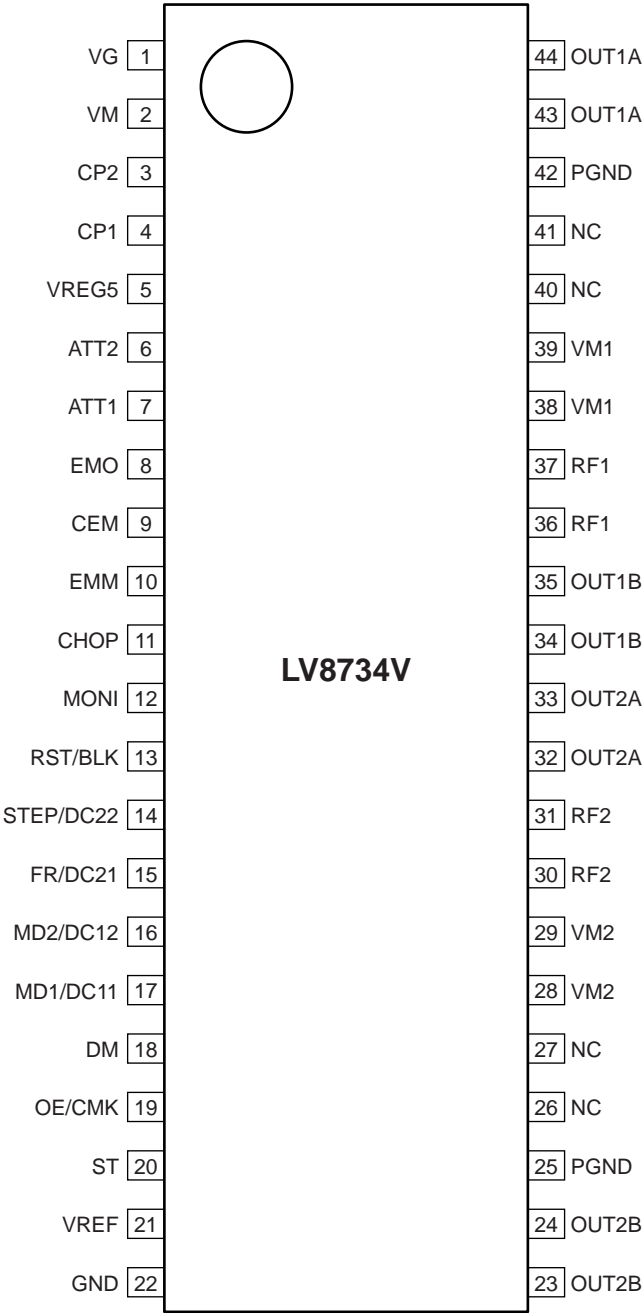 VG 1 44 OUT1A
VM 2 43 OUT1A
CP2 3 42 PGND
CP1 4 41 NC
VREG5 5 40 NC
ATT2 6 39 VM1
ATT1 7 38 VM1
EMO 8 37 RF1
CEM 9 36 RF1
EMM 10 35 OUT1B
CHOP 11 34 OUT1B
LV8734V
MONI 12 33 OUT2A
RST/BLK 13 32 OUT2A
STEP/DC22 14 31 RF2
FR/DC21 15 30 RF2
MD2/DC12 16 29 VM2
MD1/DC11 17 28 VM2
DM 18 27 NC
OE/CMK 19 26 NC
ST 20 25 PGND
VREF 21 24 OUT2B
GND 22 23 OUT2B